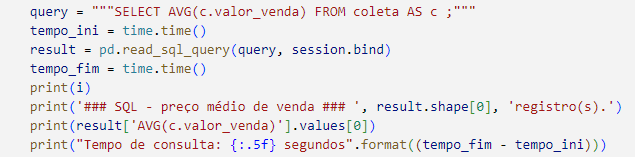 query = """SELECT AVG(c.valor_venda) FROM coleta AS c ;"""
tempo_ini = time.time()
result = pd.read_sql_query(query, session.bind)
tempo_fim = time.time()
print(i)
print('### SQL - preço médio de venda ### ', result.shape[0], 'registro(s).')
print(result['AVG(c.valor_venda)'].values[0])
print("Tempo de consulta: {:.5f} segundos".format((tempo_fim - tempo_ini)))